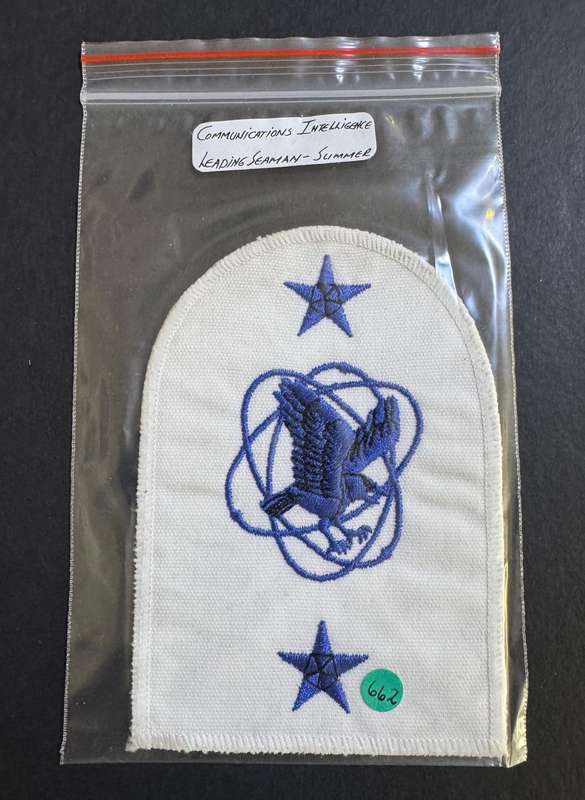 COMMUNICATIONS INTELLIGENCE
LEADING SEAMAN - SUMMER
662